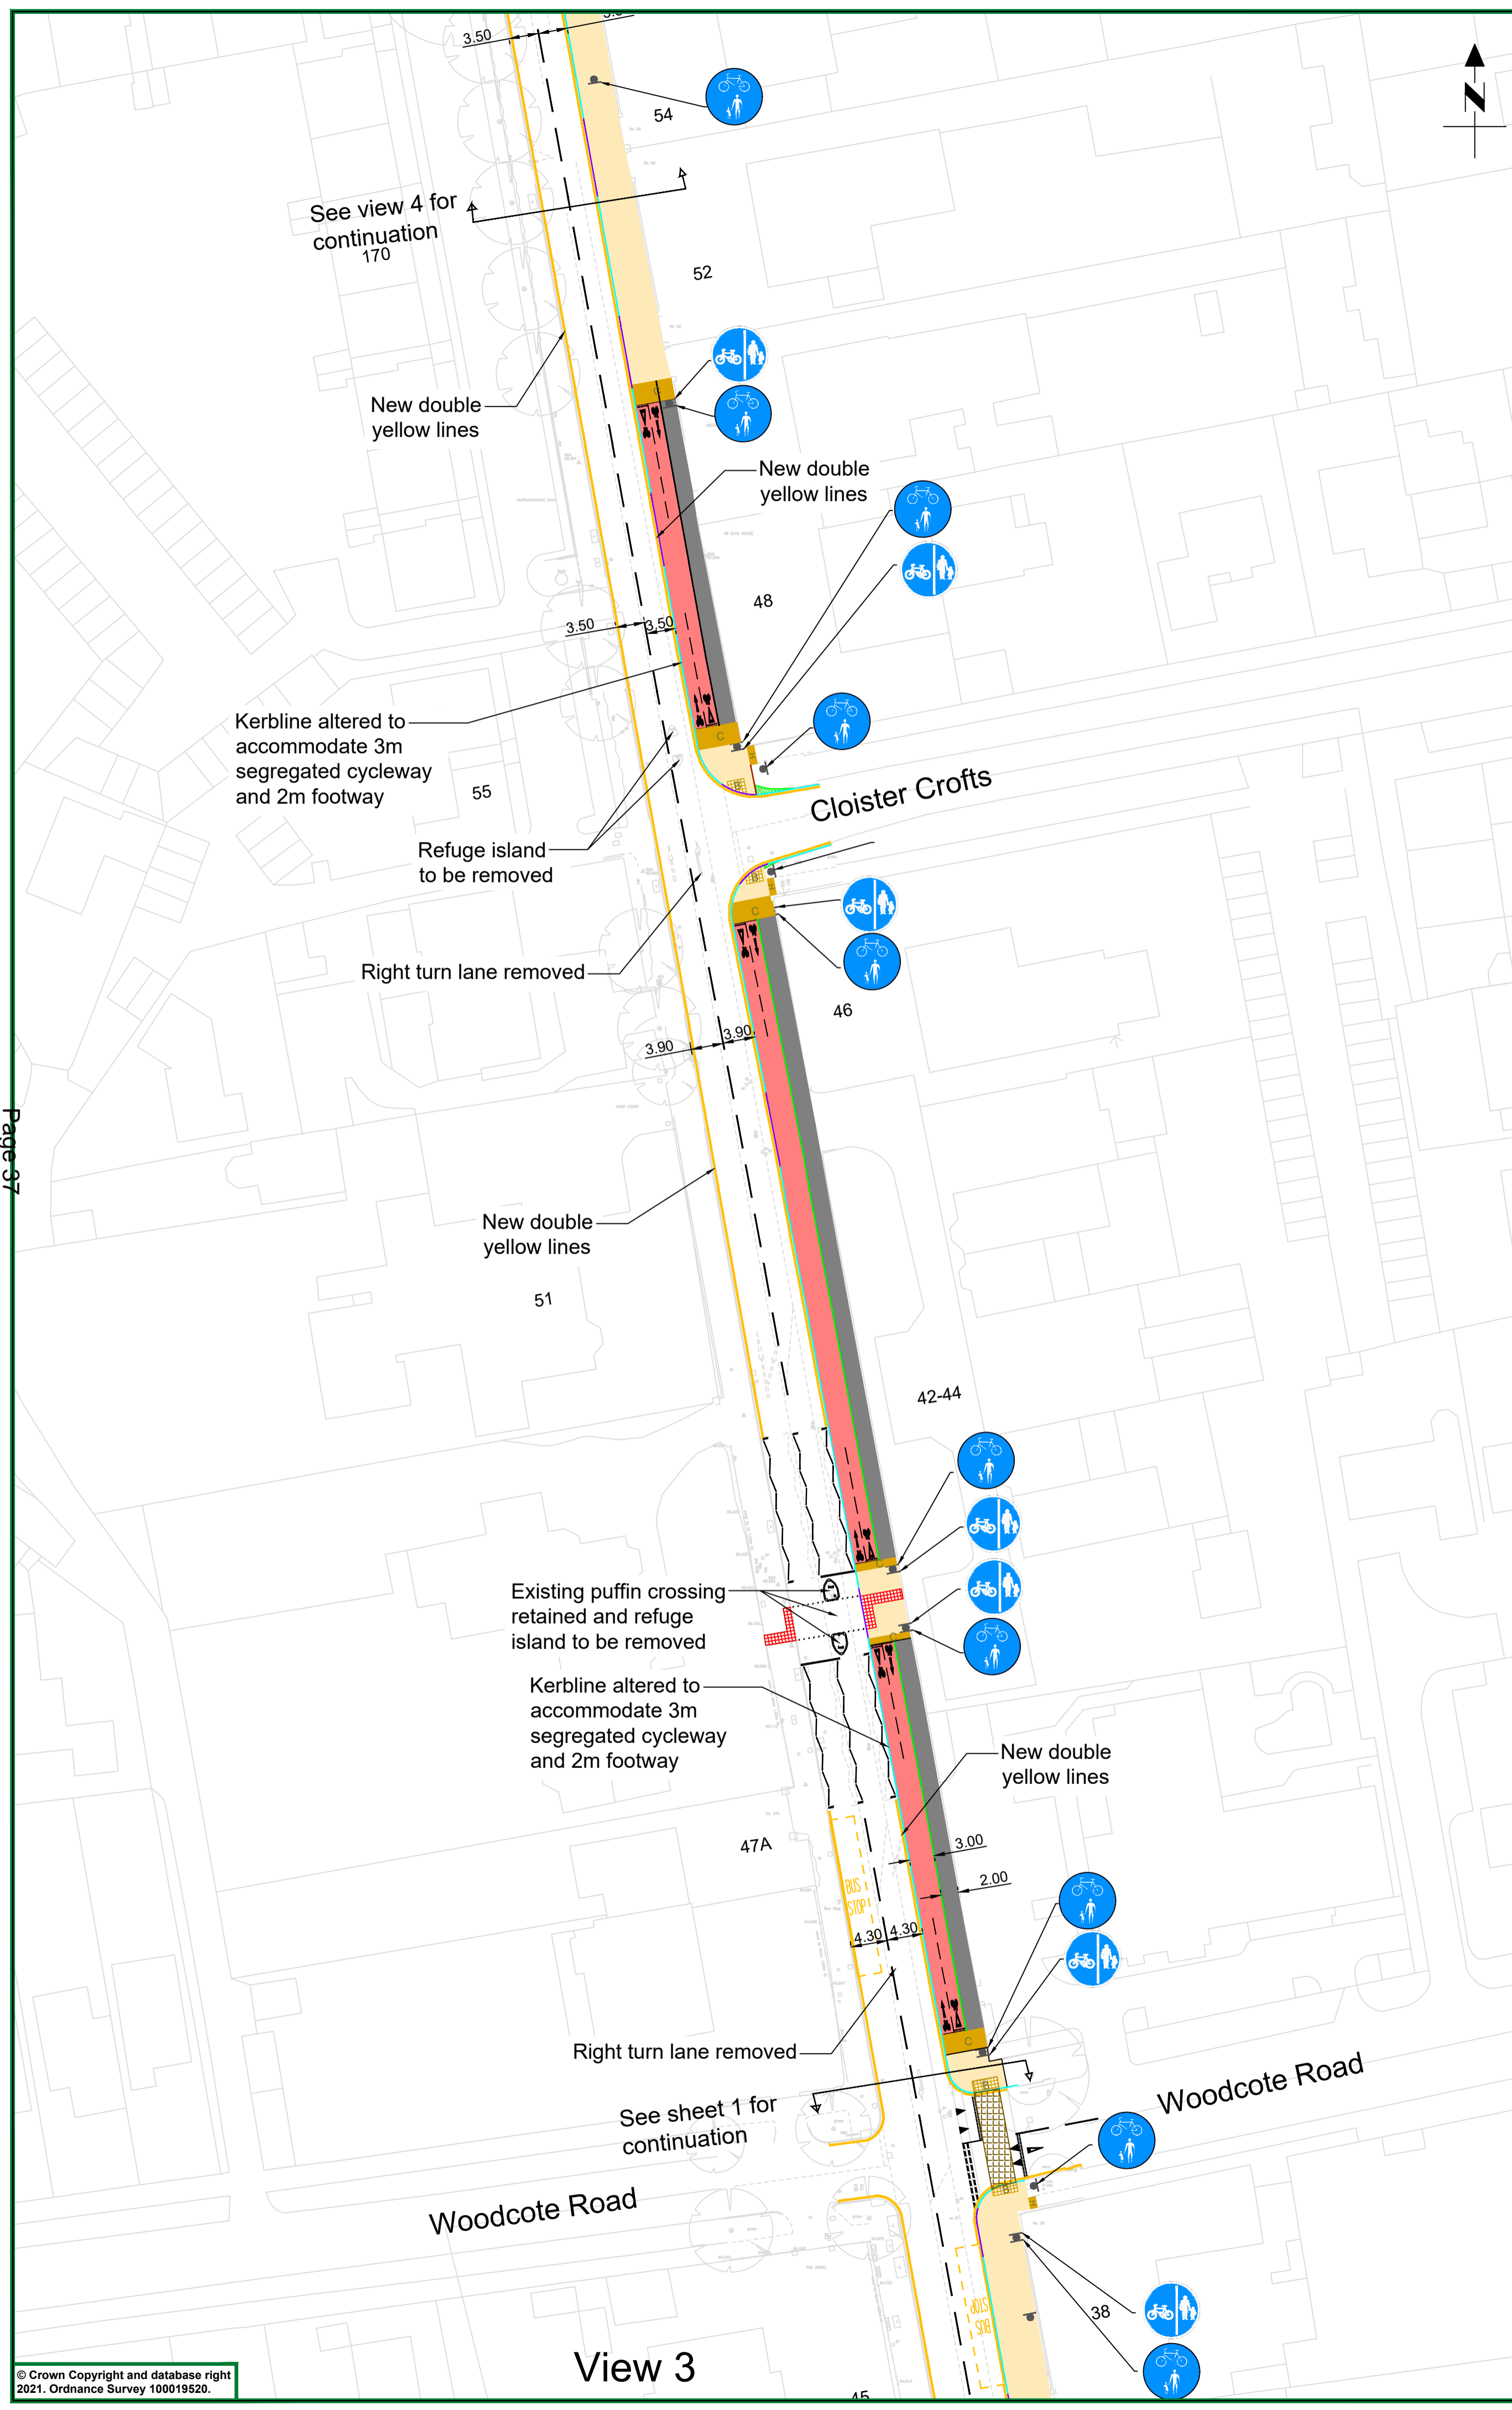 3.50
54
N
See view 4 for
continuation
170
52
C
New double
yellow lines
New double
yellow lines
48
3.50
3.50
Kerbline altered to
accommodate 3m
segregated cycleway
and 2m footway
C
55
Cloister Crofts
Refuge island
to be removed
C
Right turn lane removed
46
3.90
3.90
Page 37
New double
yellow lines
51
42-44
C
Existing puffin crossing
retained and refuge
island to be removed
C
Kerbline altered to
accommodate 3m
segregated cycleway
and 2m footway
New double
yellow lines
47A
3.00
2.00
BUS
STOP
4.30
4.30
C
Right turn lane removed
See sheet 1 for
continuation
Woodcote Road
Woodcote Road
BUS
STOP
38
View 3
45
© Crown Copyright and database right
2021. Ordnance Survey 100019520.